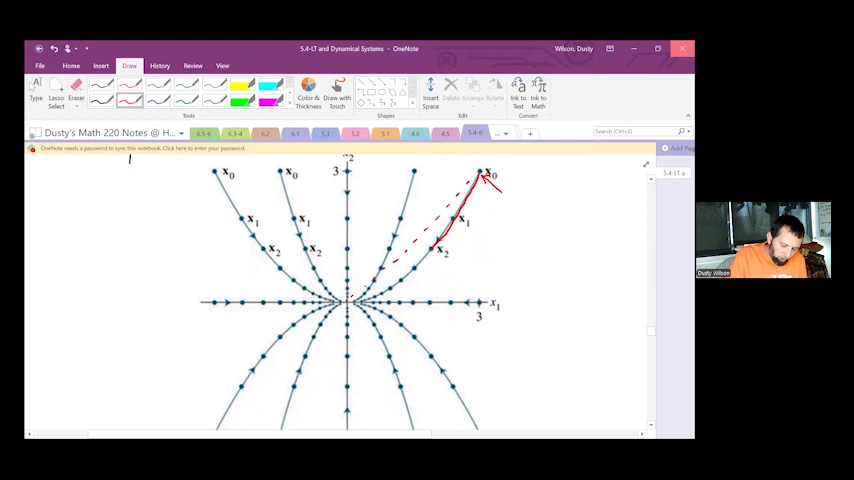 5.4-LT and Dynamical Systems - OneNote
Wilson, Dusty
File Home Insert Draw History Review View
Type
Lasso Select
Eraser
Tools
Color & Thickness
Draw with Touch
Shapes
Insert Space
Delete
Arrange
Rotate
Ink to Text
Ink to Math
Convert
Dusty's Math 220 Notes @ H...
6.5-6 6.3-4 6.2 6.1 5.3 5.2 5.1 4.6 4.5 5.4-6 ... +
Search (Ctrl+E)
OneNote needs a password to sync this notebook. Click here to enter your password.
Add Pag
5.4-LT a
x2
x0 x0 3 x0
x1 x1 x1
x2 x2 x2
x1
3
Dusty Wilson